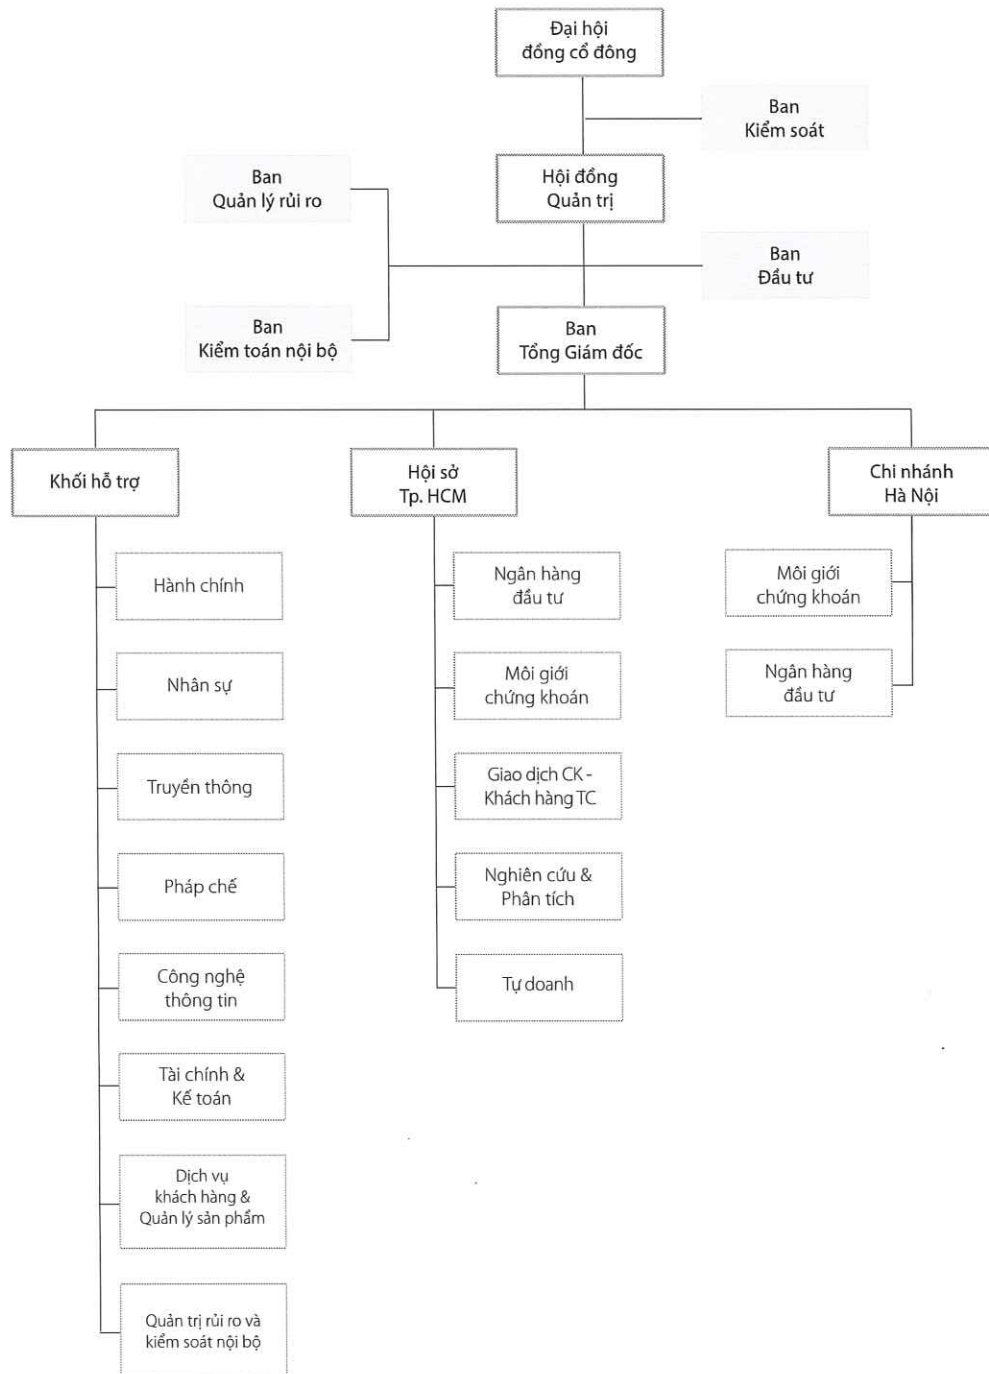 Đại hội
đồng cổ đông
Ban
Kiểm soát
Ban
Quản lý rủi ro
Hội đồng
Quản trị
Ban
Đầu tư
Ban
Kiểm toán nội bộ
Ban
Tổng Giám đốc
Khối hỗ trợ
Hội sở
Tp. HCM
Chi nhánh
Hà Nội
Hành chính
Nhân sự
Truyền thông
Pháp chế
Công nghệ
thông tin
Tài chính &
Kế toán
Dịch vụ
khách hàng &
Quản lý sản phẩm
Quản trị rủi ro và
kiểm soát nội bộ
Ngân hàng
đầu tư
Môi giới
chứng khoán
Giao dịch CK -
Khách hàng TC
Nghiên cứu &
Phân tích
Tự doanh
Môi giới
chứng khoán
Ngân hàng
đầu tư